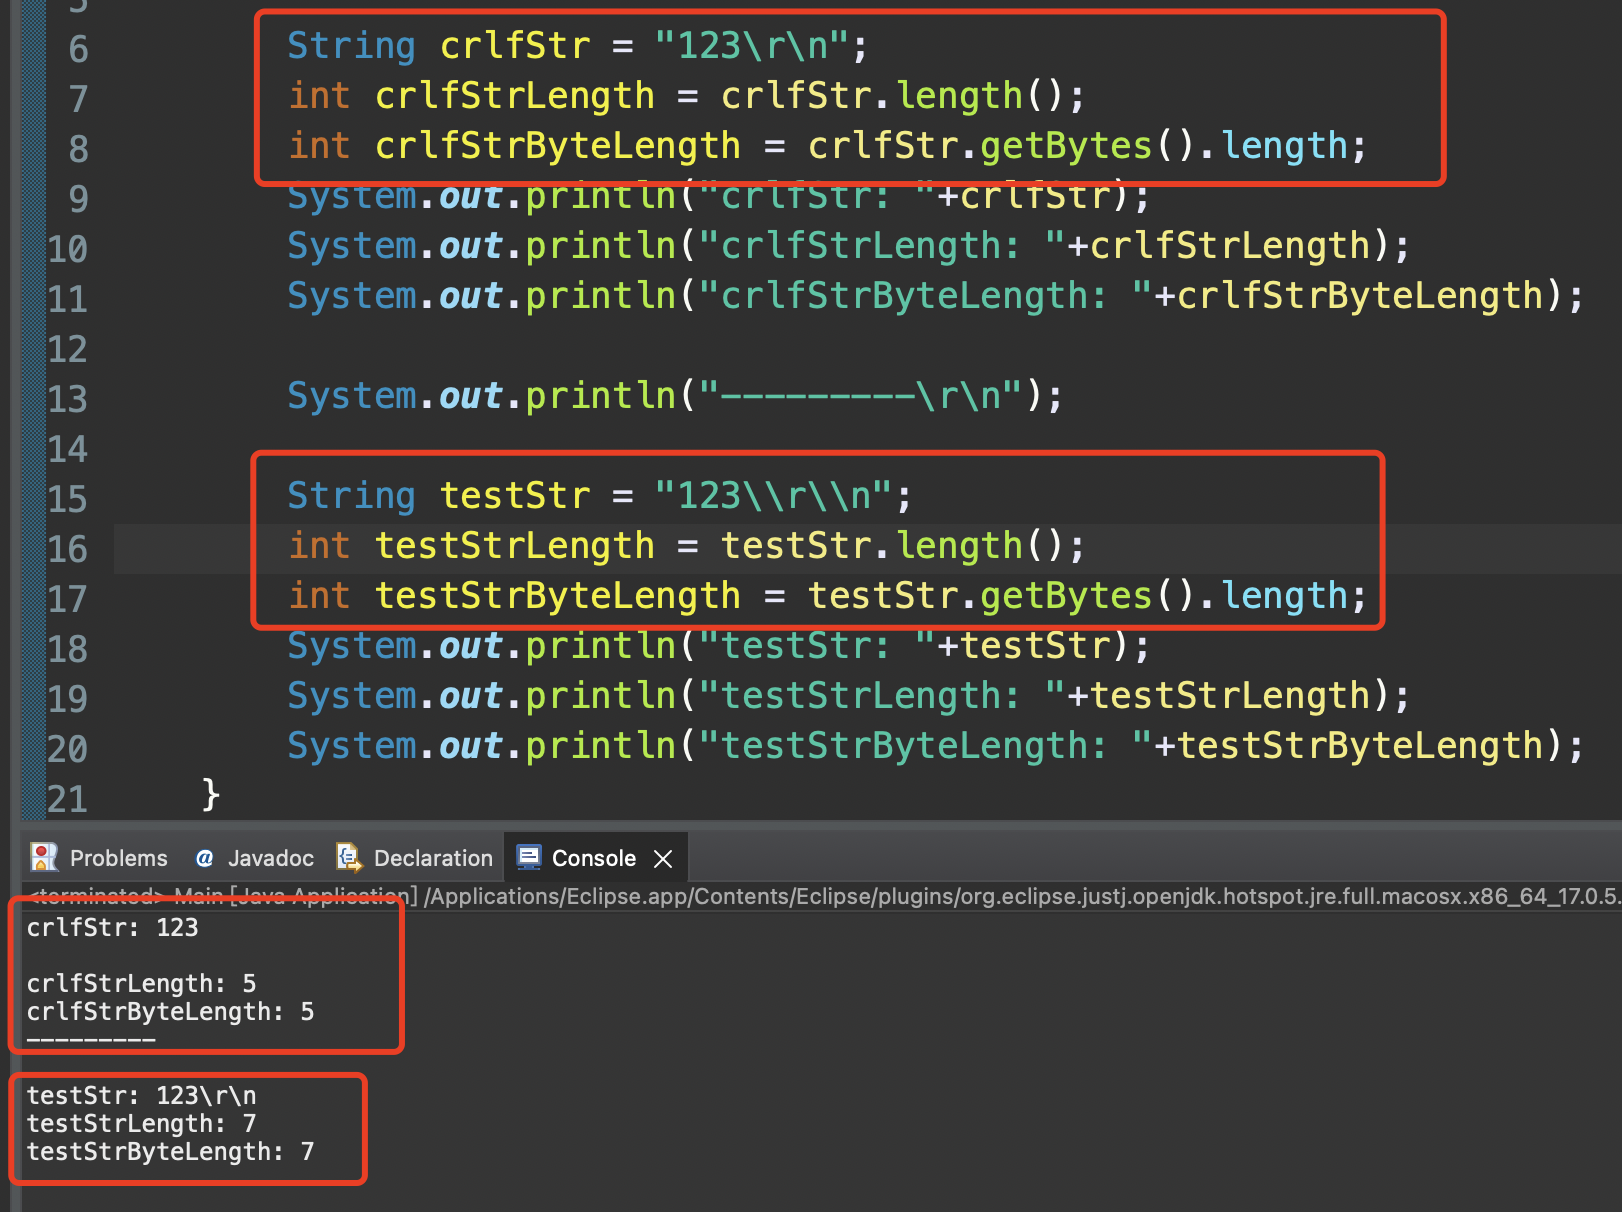 5
6 String crlfStr = "123\r\n";
7 int crlfStrLength = crlfStr.length();
8 int crlfStrByteLength = crlfStr.getBytes().length;
9 System.out.println("crlfStr: "+crlfStr);
10 System.out.println("crlfStrLength: "+crlfStrLength);
11 System.out.println("crlfStrByteLength: "+crlfStrByteLength);
12
13 System.out.println("---------\r\n");
14
15 String testStr = "123\\r\\n";
16 int testStrLength = testStr.length();
17 int testStrByteLength = testStr.getBytes().length;
18 System.out.println("testStr: "+testStr);
19 System.out.println("testStrLength: "+testStrLength);
20 System.out.println("testStrByteLength: "+testStrByteLength);
21 }
Problems @ Javadoc Declaration Console
<terminated> Main [Java Application] /Applications/Eclipse.app/Contents/Eclipse/plugins/org.eclipse.justj.openjdk.hotspot.jre.full.macosx.x86_64_17.0.5.
crlfStr: 123
crlfStrLength: 5
crlfStrByteLength: 5
---------
testStr: 123\r\n
testStrLength: 7
testStrByteLength: 7